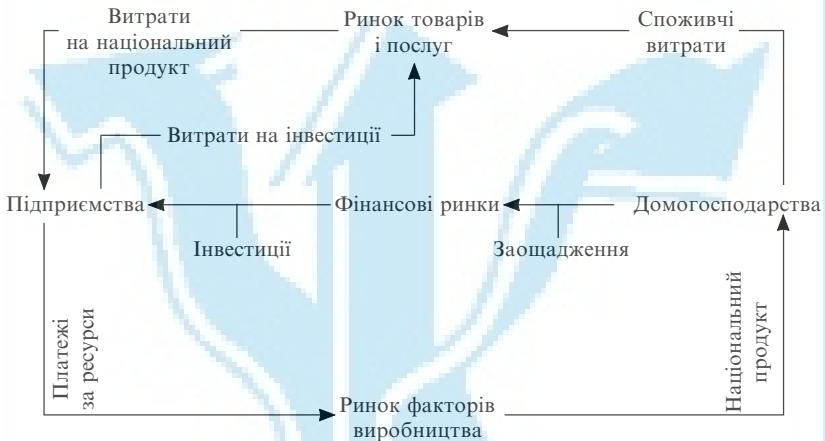 Витрати
на національний
продукт
Ринок товарів
і послуг
Споживчі
витрати
Витрати на інвестиції
Підприємства
Фінансові ринки
Домогосподарства
Інвестиції
Заощадження
Платежі
за ресурси
Національний
продукт
Ринок факторів
виробництва